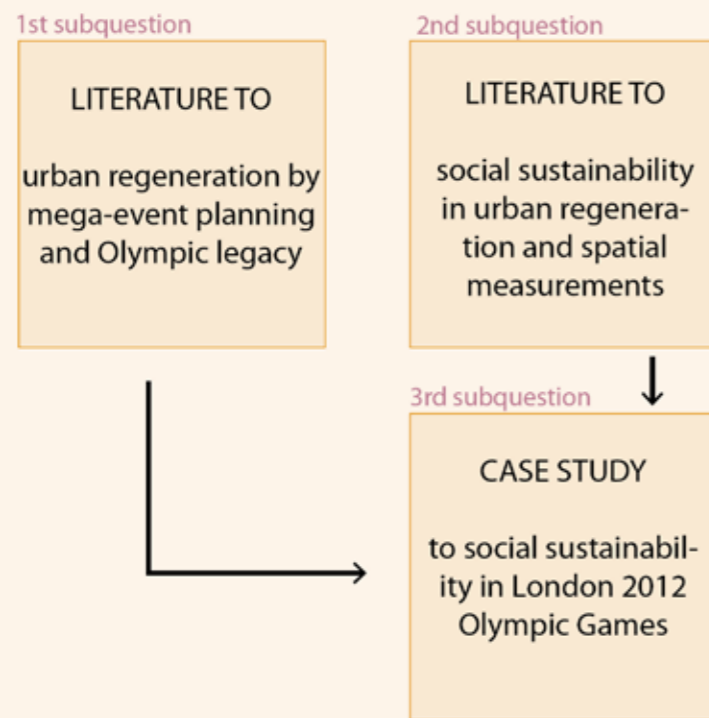 1st subquestion
LITERATURE TO
urban regeneration by
mega-event planning
and Olympic legacy
2nd subquestion
LITERATURE TO
social sustainability
in urban regenera-
tion and spatial
measurements
3rd subquestion
CASE STUDY
to social sustainabil-
ity in London 2012
Olympic Games